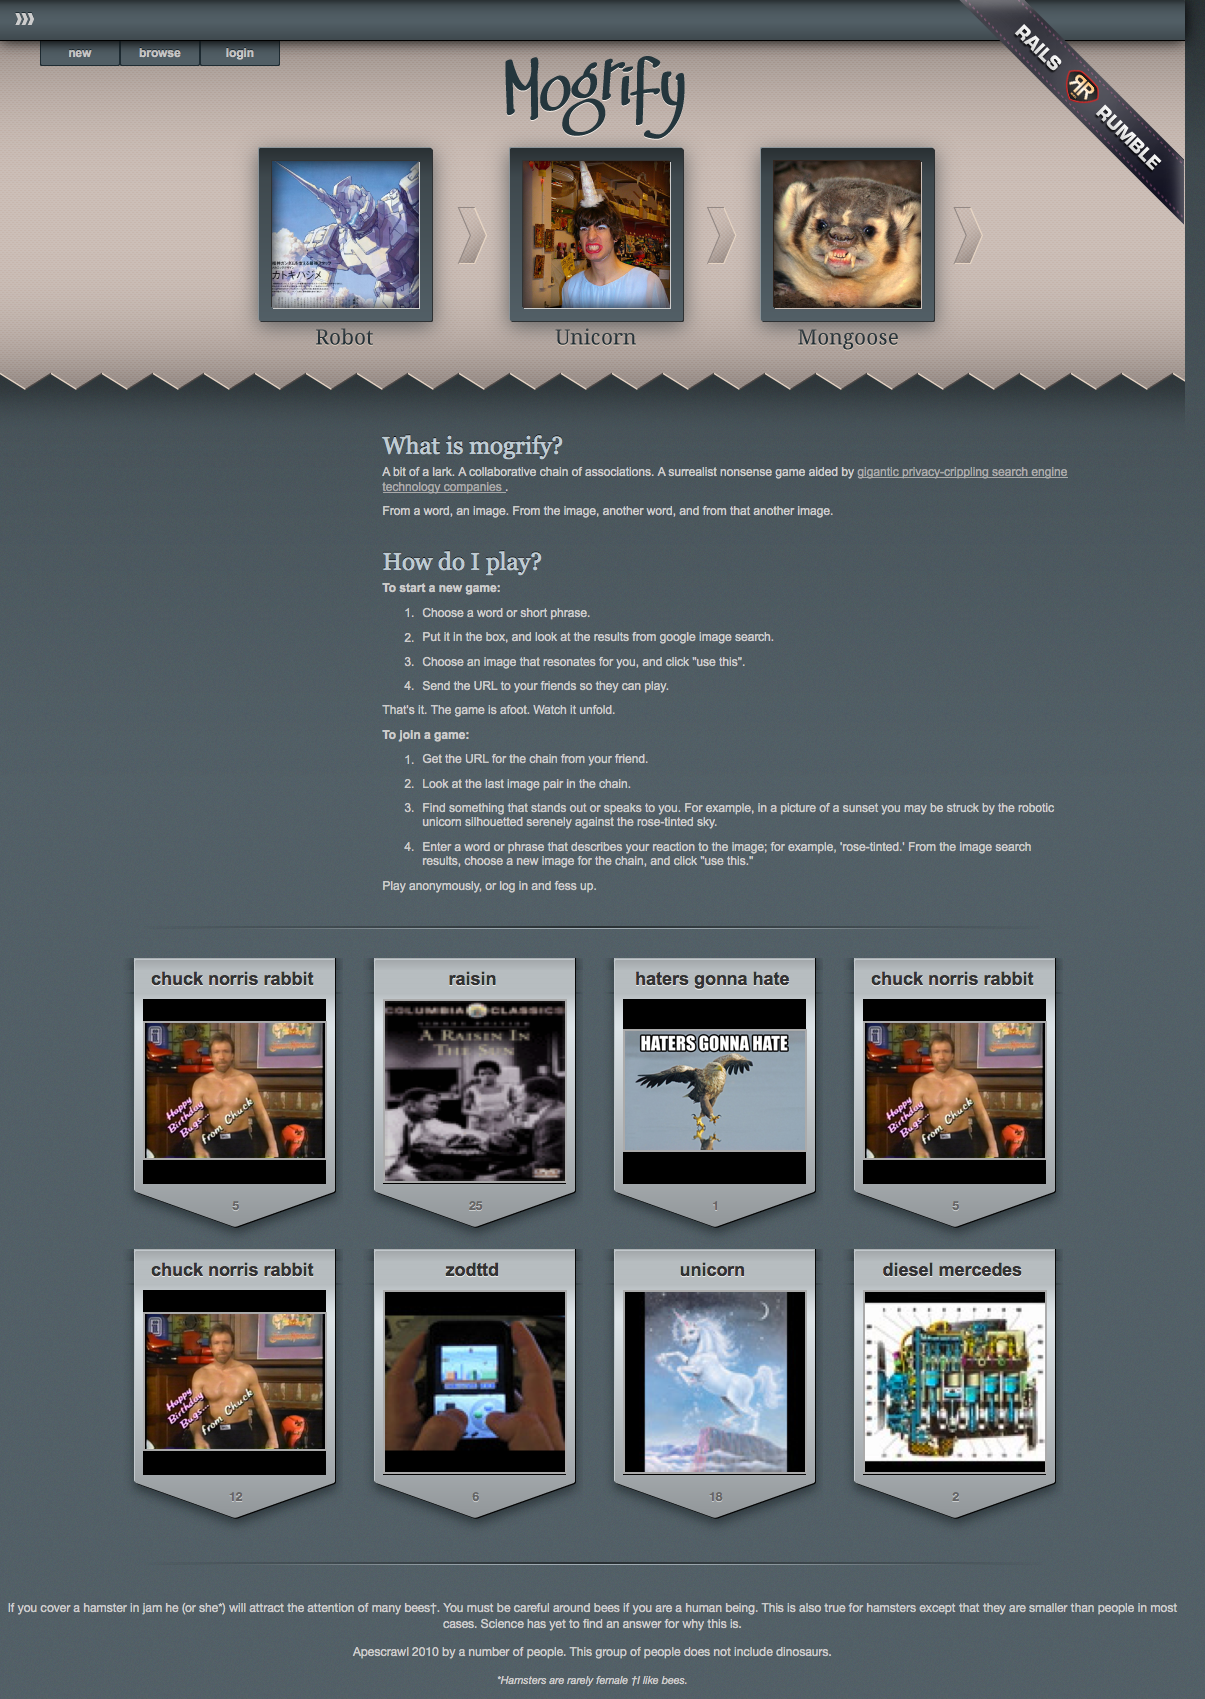 new browse login
RAILS RR RUMBLE
Mogrify
カトキハジメ
Robot
Unicorn
Mongoose
What is mogrify?
A bit of a lark. A collaborative chain of associations. A surrealist nonsense game aided by gigantic privacy-crippling search engine
technology companies .
From a word, an image. From the image, another word, and from that another image.
How do I play?
To start a new game:
1. Choose a word or short phrase.
2. Put it in the box, and look at the results from google image search.
3. Choose an image that resonates for you, and click "use this".
4. Send the URL to your friends so they can play.
That's it. The game is afoot. Watch it unfold.
To join a game:
1. Get the URL for the chain from your friend.
2. Look at the last image pair in the chain.
3. Find something that stands out or speaks to you. For example, in a picture of a sunset you may be struck by the robotic
unicorn silhouetted serenely against the rose-tinted sky.
4. Enter a word or phrase that describes your reaction to the image; for example, 'rose-tinted.' From the image search
results, choose a new image for the chain, and click "use this."
Play anonymously, or log in and fess up.
chuck norris rabbit
Happy
Birthday
Bugs...
from Chuck
5
raisin
COLUMBIA CLASSICS
A RAISIN IN
THE SUN
DVD
25
haters gonna hate
HATERS GONNA HATE
1
chuck norris rabbit
Happy
Birthday
Bugs...
from Chuck
5
chuck norris rabbit
Happy
Birthday
Bugs...
from Chuck
12
zodttd
6
unicorn
18
diesel mercedes
2
If you cover a hamster in jam he (or she*) will attract the attention of many bees†. You must be careful around bees if you are a human being. This is also true for hamsters except that they are smaller than people in most
cases. Science has yet to find an answer for why this is.
Apescrawl 2010 by a number of people. This group of people does not include dinosaurs.
*Hamsters are rarely female †I like bees.